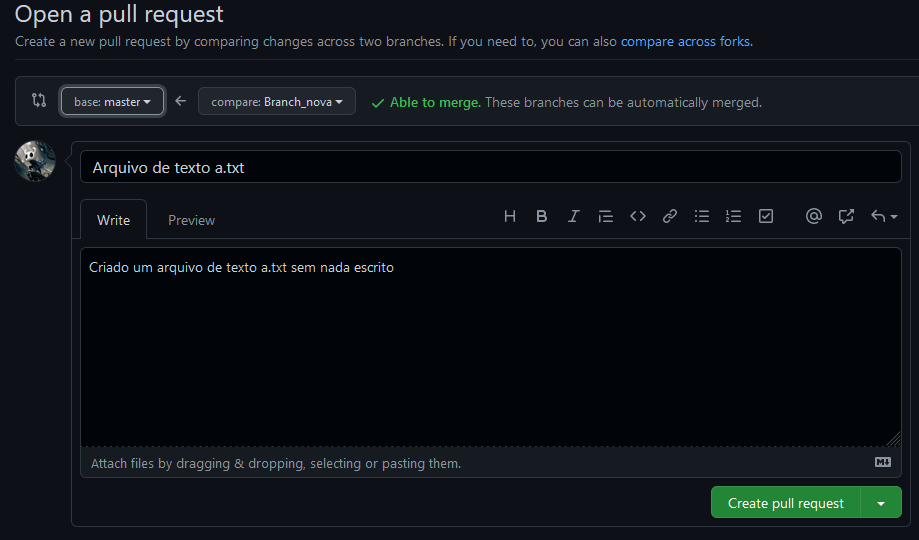 Open a pull request
Create a new pull request by comparing changes across two branches. If you need to, you can also compare across forks.
base: master
compare: Branch_nova
Able to merge. These branches can be automatically merged.
Arquivo de texto a.txt
Write Preview
Criado um arquivo de texto a.txt sem nada escrito
Attach files by dragging & dropping, selecting or pasting them.
Create pull request